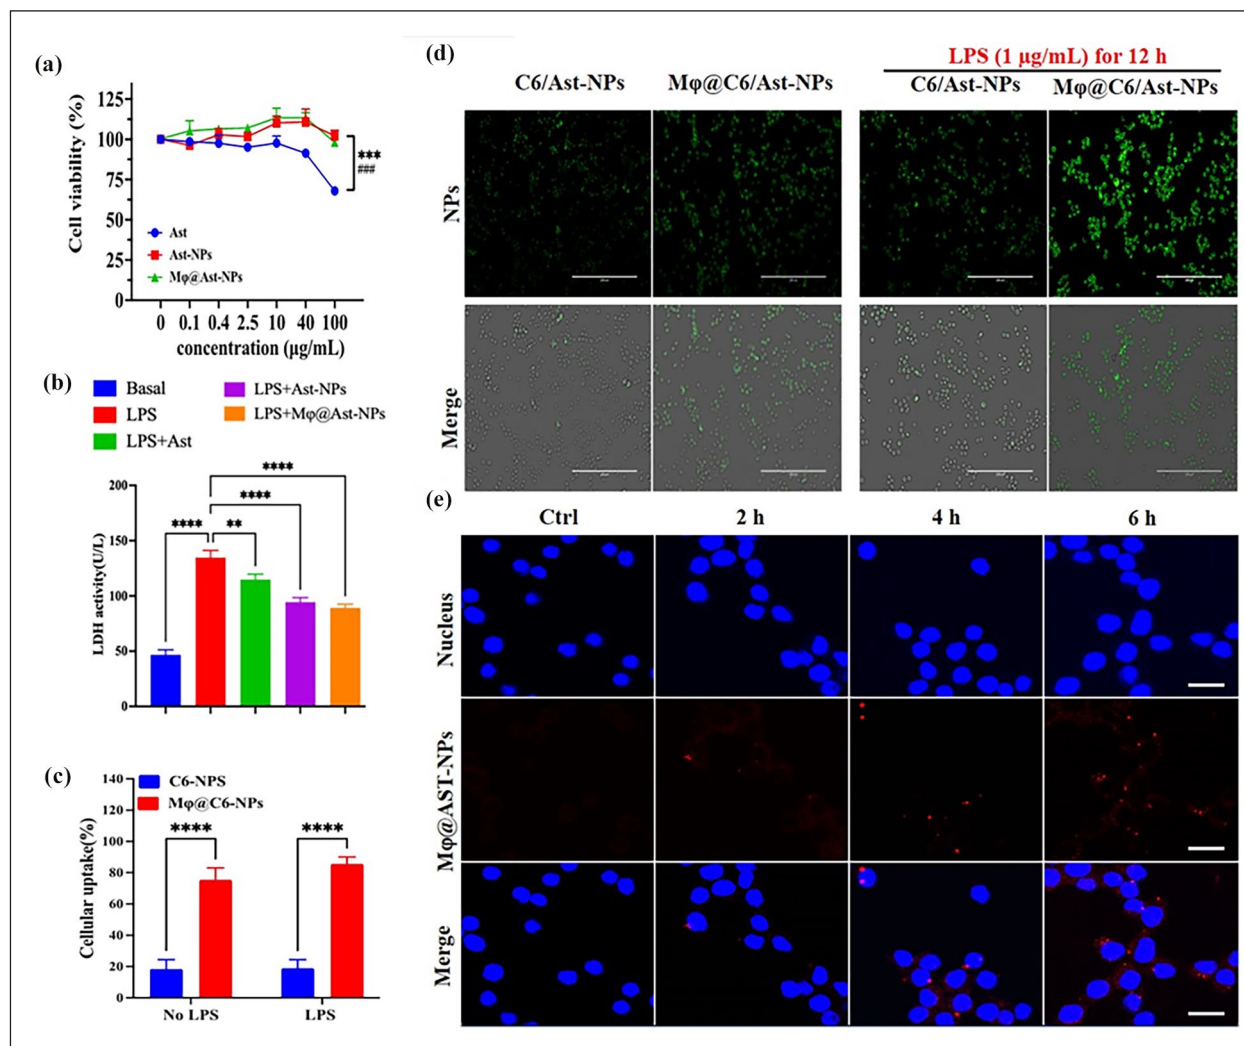 (a)
Cell viability (%)
125
100
75
50
25
0
***
###
Ast
Ast-NPs
Mφ@Ast-NPs
0 0.1 0.4 2.5 10 40 100
concentration (μg/mL)
(b)
Basal
LPS
LPS+Ast
LPS+Ast-NPs
LPS+Mφ@Ast-NPs
LDH activity(U/L)
200
150
100
50
0
****
****
**** **
(c)
C6-NPS
Mφ@C6-NPs
Cellular uptake(%)
140
120
100
80
60
40
20
0
**** ****
No LPS LPS
(d)
LPS (1 μg/mL) for 12 h
C6/Ast-NPs Mφ@C6/Ast-NPs C6/Ast-NPs Mφ@C6/Ast-NPs
NPs
Merge
(e)
Ctrl 2 h 4 h 6 h
Nucleus
Mφ@AST-NPs
Merge